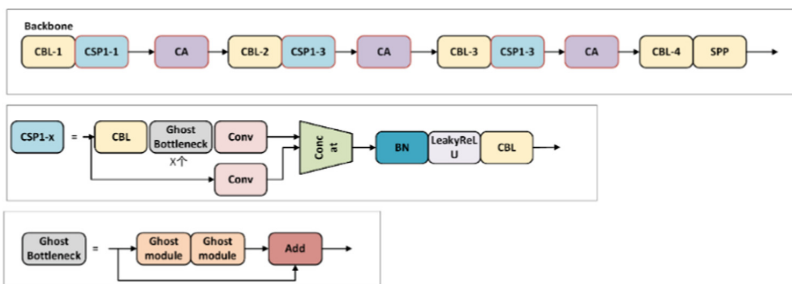 Backbone
CBL-1 CSP1-1 CA CBL-2 CSP1-3 CA CBL-3 CSP1-3 CA CBL-4 SPP
CSP1-x = CBL Ghost Bottleneck Conv
X个
Conv
Conc
at
BN LeakyReL
U CBL
Ghost
Bottleneck = Ghost
module Ghost
module Add